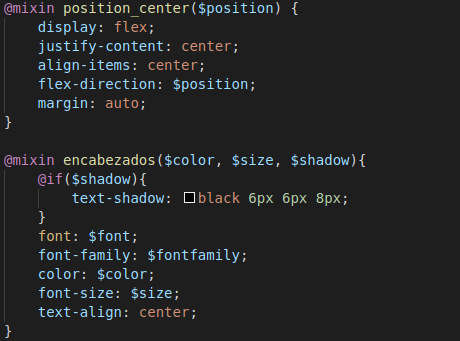 @mixin position_center($position) {
    display: flex;
    justify-content: center;
    align-items: center;
    flex-direction: $position;
    margin: auto;
}

@mixin encabezados($color, $size, $shadow){
    @if($shadow){
        text-shadow: black 6px 6px 8px;
    }
    font: $font;
    font-family: $fontfamily;
    color: $color;
    font-size: $size;
    text-align: center;
}